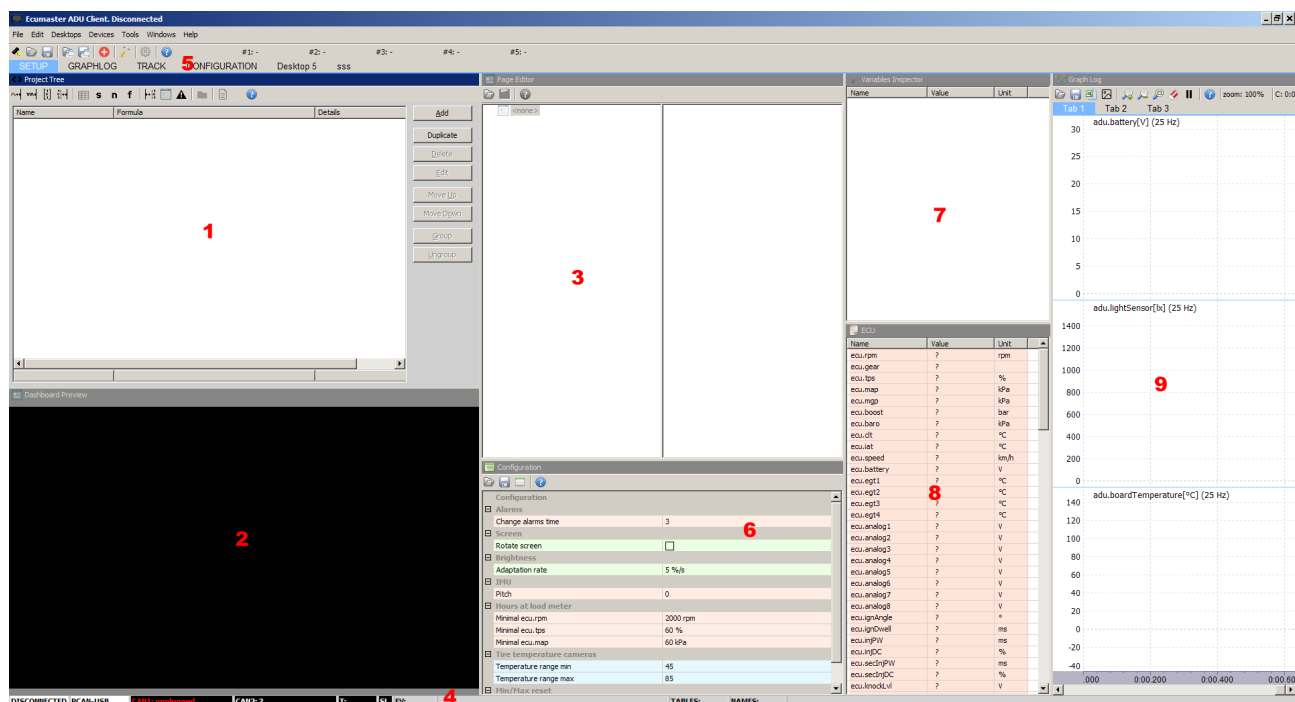 Ecumaster ADU Client. Disconnected
File Edit Desktops Devices Tools Windows Help
#1: - #2: - #3: - #4: - #5: -
SETUP GRAPHLOG TRACK 5 CONFIGURATION Desktop 5 sss
Project Tree
s n f
Name Formula Details
Add
Duplicate
Delete
Edit
Move Up
Move Down
Group
Ungroup
1
Dashboard Preview
2
Page Editor
<none>
3
Configuration
Configuration
Alarms
Change alarms time 3
6
Screen
Rotate screen
Brightness
Adaptation rate 5 %/s
IMU
Pitch 0
Hours at load meter
Minimal ecu.rpm 2000 rpm
Minimal ecu.tps 60 %
Minimal ecu.map 60 kPa
Tire temperature cameras
Temperature range min 45
Temperature range max 85
Min/Max reset
Variables Inspector
Name Value Unit
7
ECU
Name Value Unit
ecu.rpm ? rpm
ecu.gear ?
ecu.tps ? %
ecu.map ? kPa
ecu.mgp ? kPa
ecu.boost ? bar
ecu.baro ? kPa
ecu.clt ? °C
ecu.iat ? °C
ecu.speed ? km/h
ecu.battery ? V
ecu.egt1 ? °C
ecu.egt2 ? °C
8
ecu.egt3 ? °C
ecu.egt4 ? °C
ecu.analog1 ? V
ecu.analog2 ? V
ecu.analog3 ? V
ecu.analog4 ? V
ecu.analog5 ? V
ecu.analog6 ? V
ecu.analog7 ? V
ecu.analog8 ? V
ecu.ignAngle ? °
ecu.ignDwell ? ms
ecu.injPW ? ms
ecu.injDC ? %
ecu.secInjPW ? ms
ecu.secInjDC ? %
ecu.knockLvl ? V
Graph Log
zoom: 100% C: 0:0
Tab 1 Tab 2 Tab 3
adu.battery[V] (25 Hz)
30
25
20
15
10
5
0
adu.lightSensor[lx] (25 Hz)
1400
1200
1000
800
9
600
400
200
0
adu.boardTemperature[°C] (25 Hz)
140
120
100
80
60
40
20
0
-20
-40
.000 0:00.200 0:00.400 0:00.60
DISCONNECTED PCAN-USB CAN2: ? T: SL FV: 4 TABLES: NAMES: